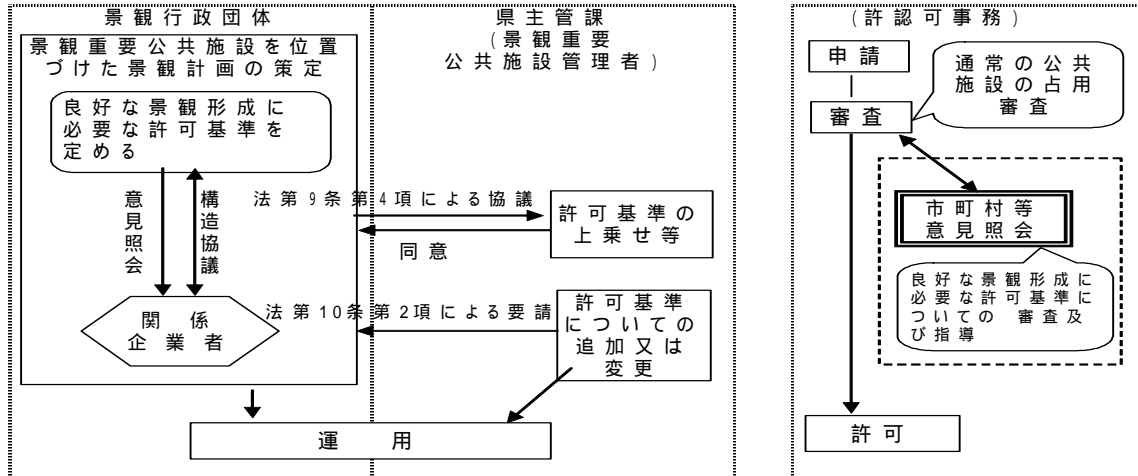 景観行政団体
景観重要公共施設を位置
づけた景観計画の策定
良好な景観形成に
必要な許可基準を
定める
意見照会
構造協議
関係
企業者
県主管課
(景観重要
公共施設管理者)
法第9条第4項による協議
同意
許可基準の
上乗せ等
法第10条第2項による要請
許可基準
についての
追加又は
変更
運用
(許認可事務)
申請
審査
通常の公共
施設の占用
審査
市町村等
意見照会
良好な景観形成に
必要な許可基準に
ついての 審査及
び指導
許可